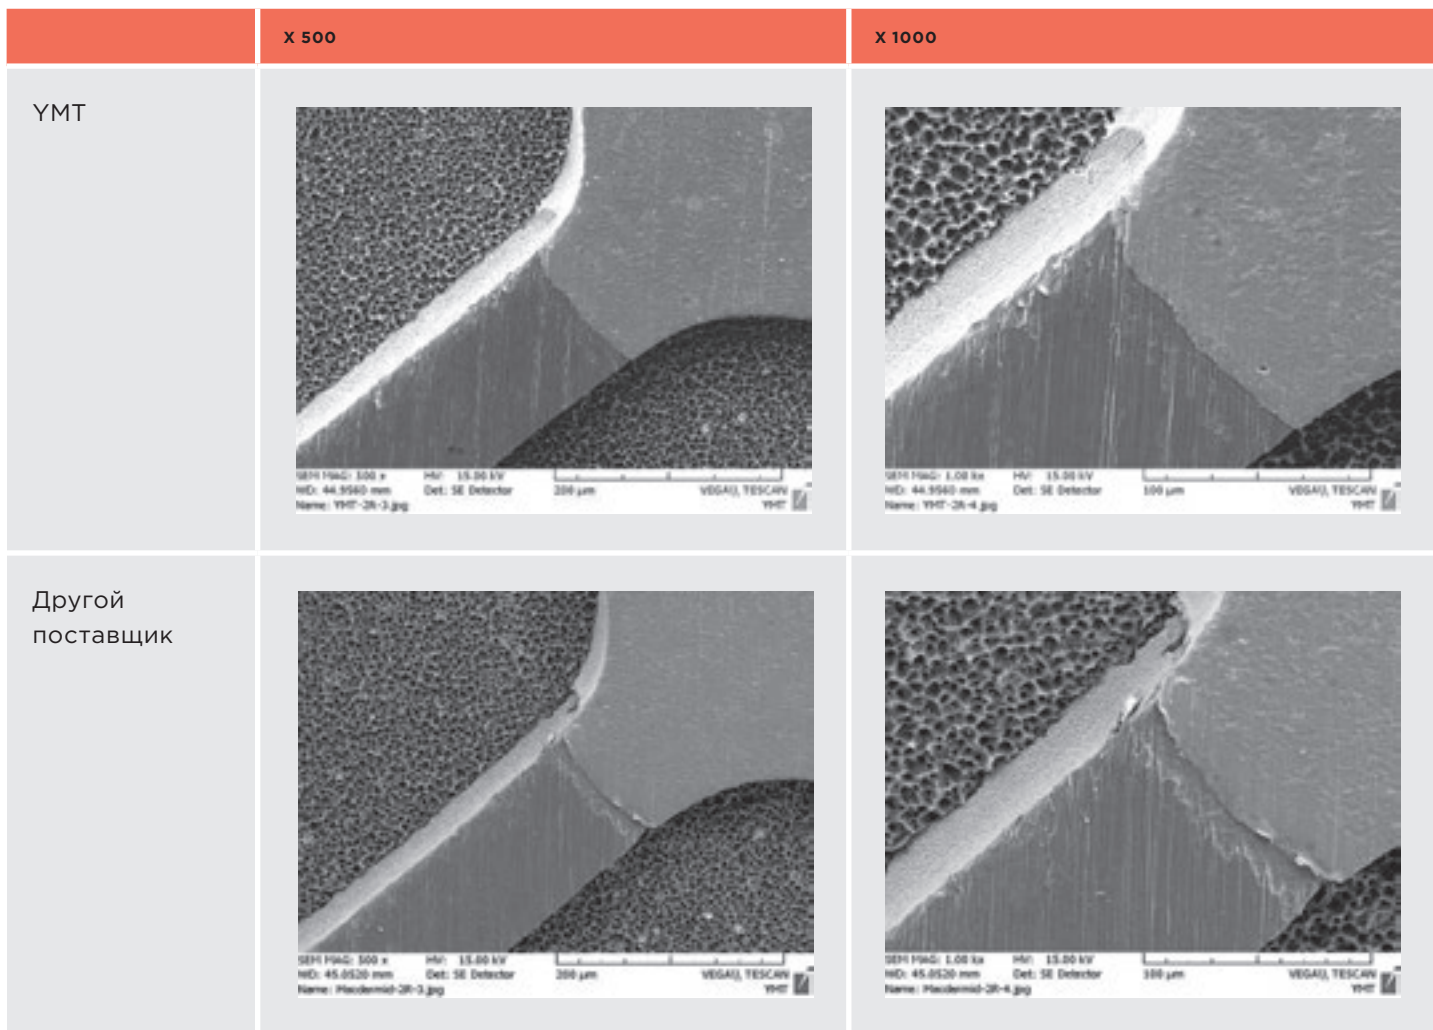 X 500
X 1000
YMT
SEM MAG: 500 x HV: 15.00 kV
WD: 44.9560 mm Det: SE Detector 200 µm VEGA\\, TESCAN
Name: YMT-2R-3.jpg YMT
SEM MAG: 1.00 kx HV: 15.00 kV
WD: 44.9560 mm Det: SE Detector 100 µm VEGA\\, TESCAN
Name: YMT-2R-4.jpg YMT
Другой
поставщик
SEM MAG: 500 x HV: 15.00 kV
WD: 45.0520 mm Det: SE Detector 200 µm VEGA\\, TESCAN
Name: Macdermid-2R-3.jpg YMT
SEM MAG: 1.00 kx HV: 15.00 kV
WD: 45.0520 mm Det: SE Detector 100 µm VEGA\\, TESCAN
Name: Macdermid-2R-4.jpg YMT